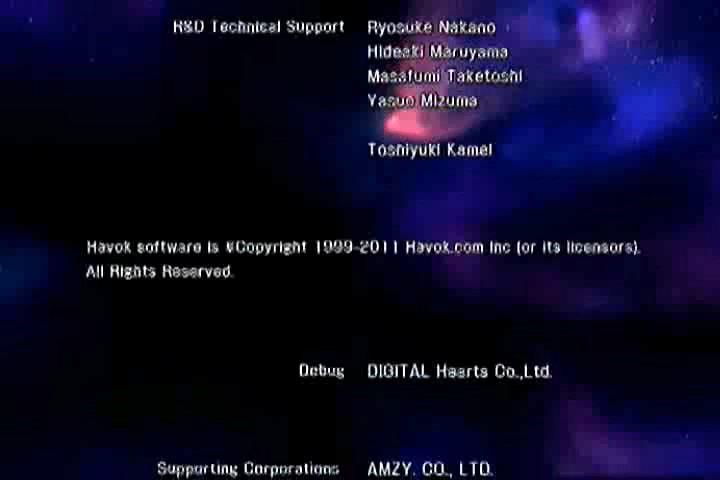 R&D Technical Support Ryosuke Nakano
Hideaki Maruyama
Masafumi Taketoshi
Yasuo Mizuma
Toshiyuki Kamei
Havok software is ©Copyright 1999-2011 Havok.com Inc (or its licensors).
All Rights Reserved.
Debug DIGITAL Hearts Co.,Ltd.
Supporting Corporations AMZY. CO., LTD.